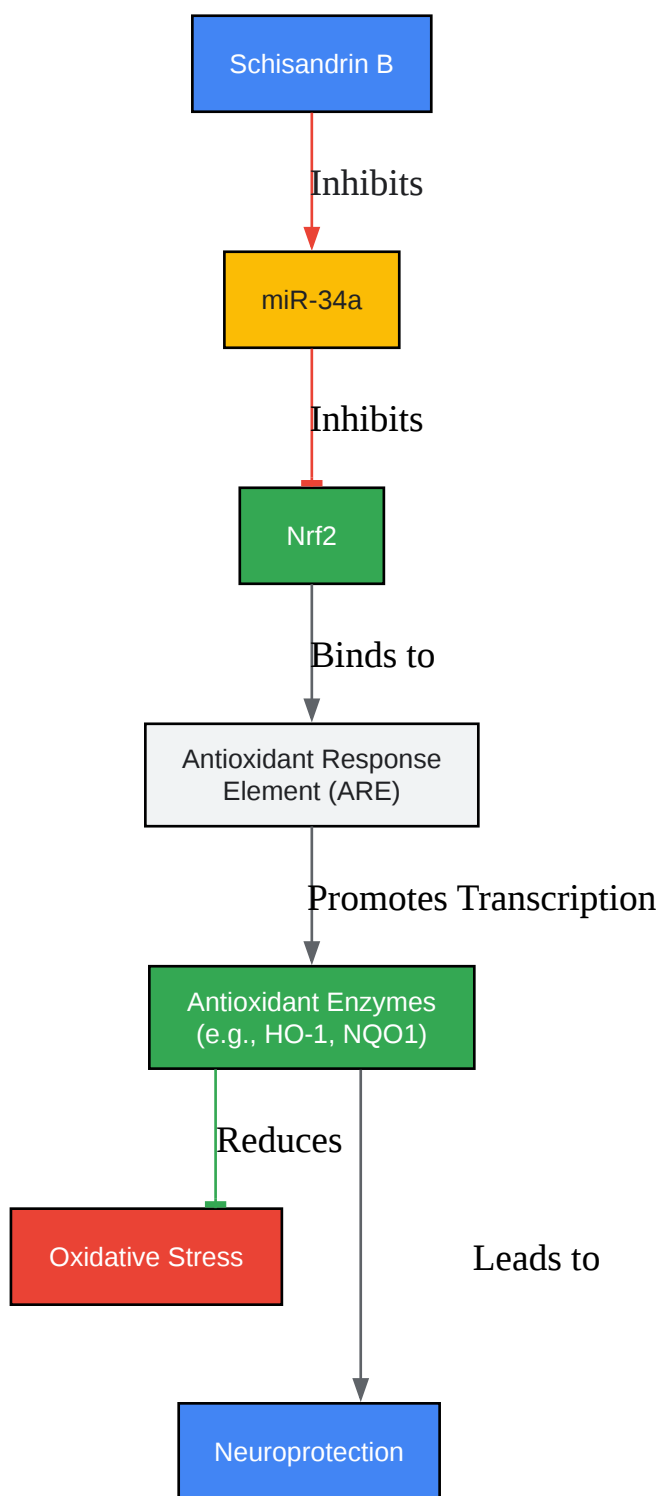 Schisandrin B
Inhibits
miR-34a
Inhibits
Nrf2
Binds to
Antioxidant Response
Element (ARE)
Promotes Transcription
Antioxidant Enzymes
(e.g., HO-1, NQO1)
Reduces
Oxidative Stress
Leads to
Neuroprotection